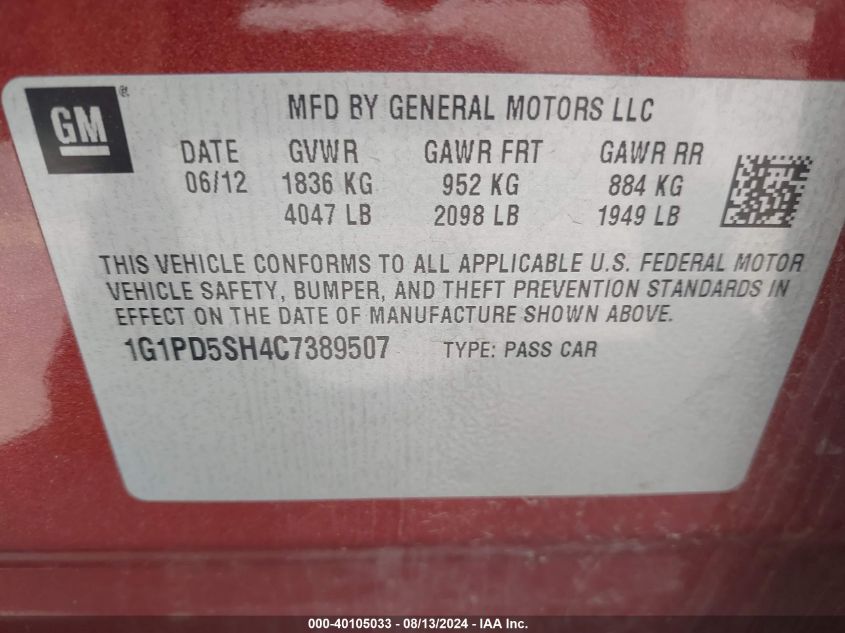 GM ®
MFD BY GENERAL MOTORS LLC
DATE GVWR GAWR FRT GAWR RR
06/12 1836 KG 952 KG 884 KG
4047 LB 2098 LB 1949 LB
THIS VEHICLE CONFORMS TO ALL APPLICABLE U.S. FEDERAL MOTOR
VEHICLE SAFETY, BUMPER, AND THEFT PREVENTION STANDARDS IN
EFFECT ON THE DATE OF MANUFACTURE SHOWN ABOVE.
1G1PD5SH4C7389507 TYPE: PASS CAR
000-40105033 - 08/13/2024 - IAA Inc.